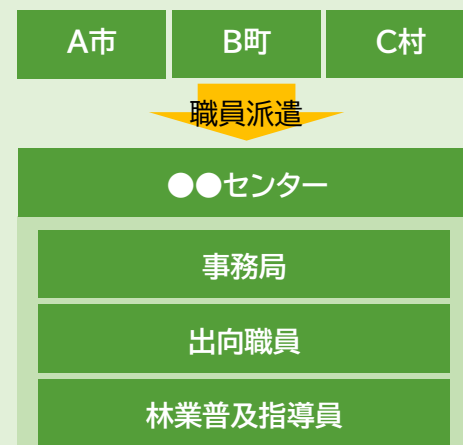 A市 B町 C村
職員派遣
●●センター
事務局
出向職員
林業普及指導員